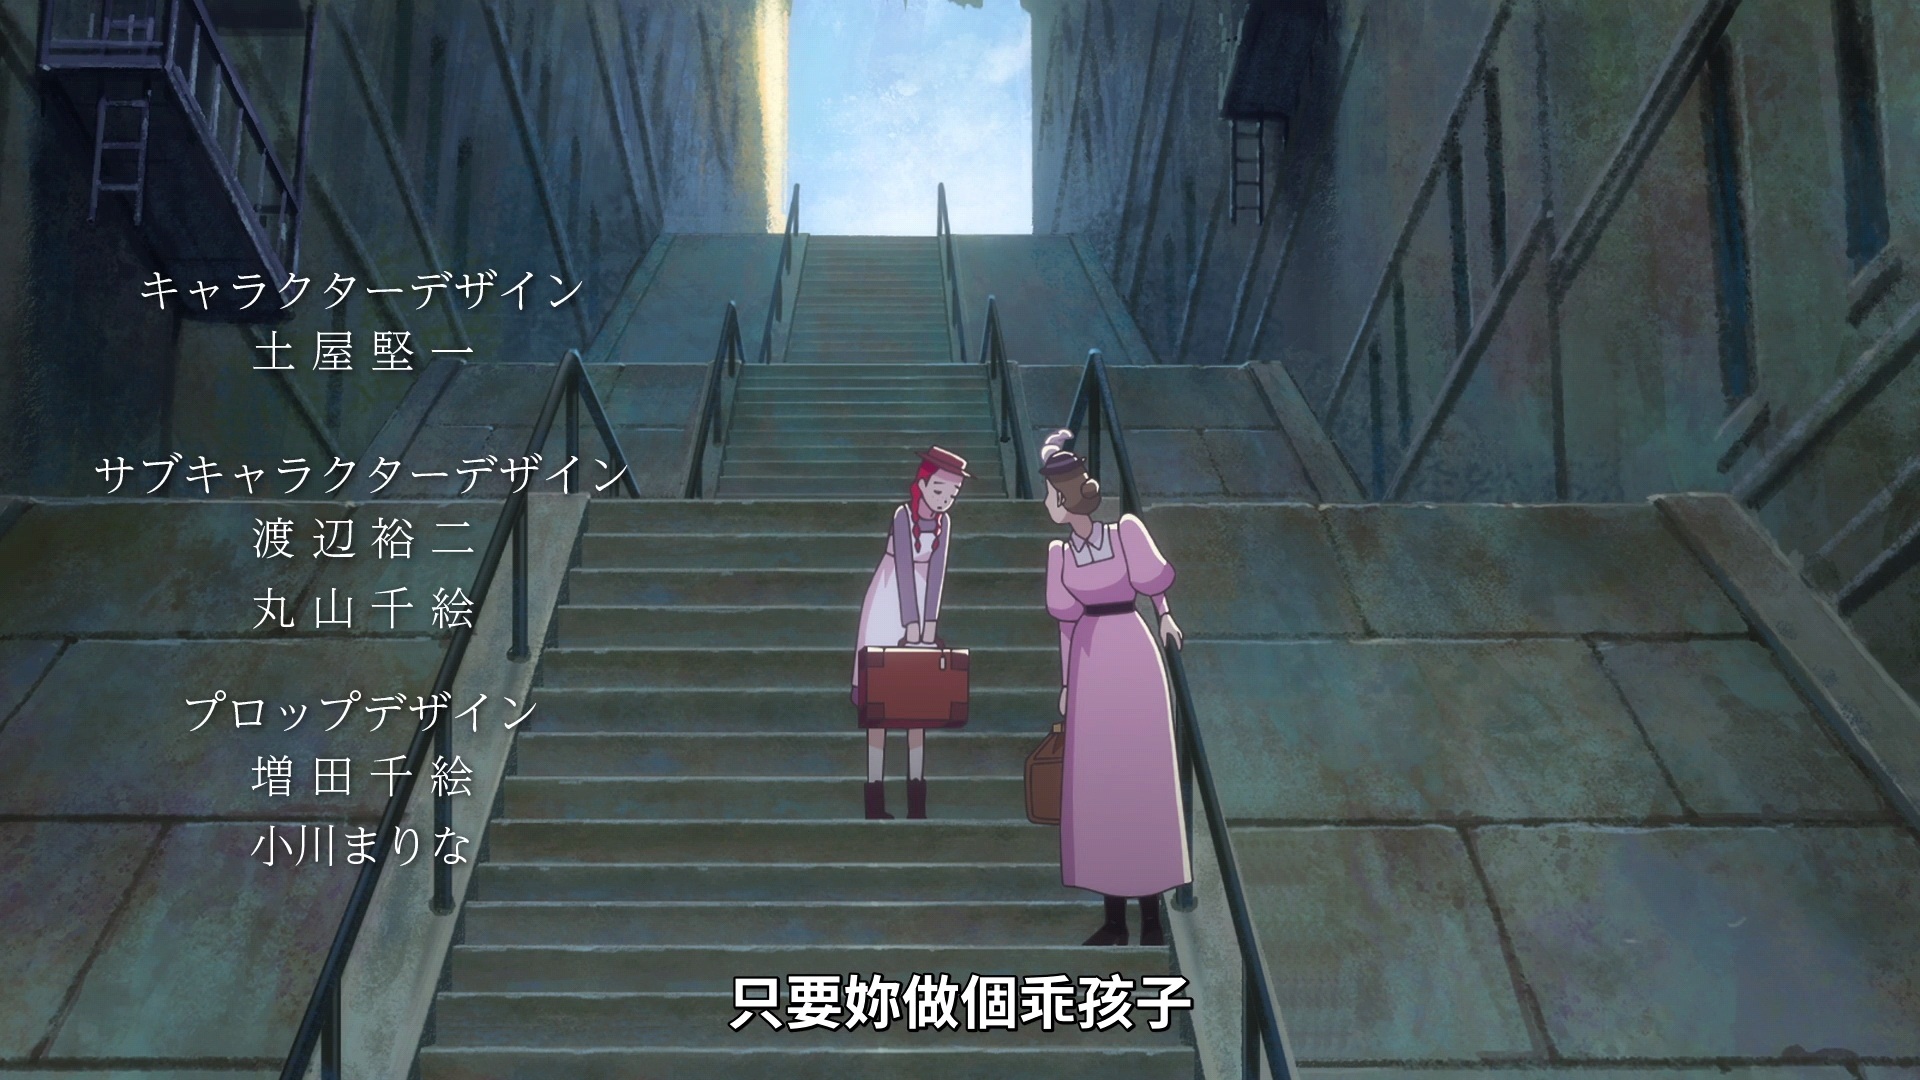 キャラクターデザイン
土屋堅一
サブキャラクターデザイン
渡辺裕二
丸山千絵
プロップデザイン
増田千絵
小川まりな
只要妳做個乖孩子